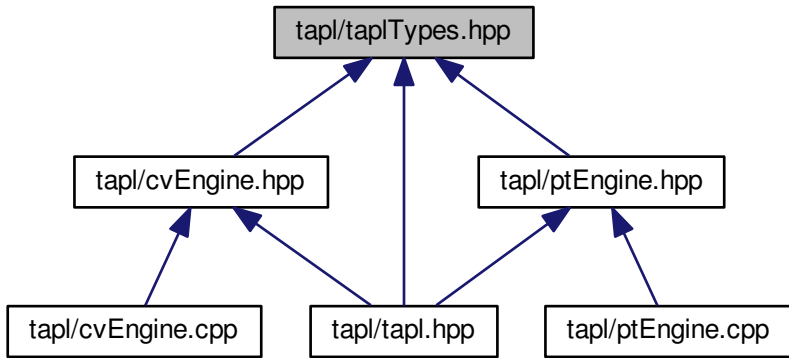 tapl/taplTypes.hpp
tapl/cvEngine.hpp
tapl/ptEngine.hpp
tapl/cvEngine.cpp
tapl/tapl.hpp
tapl/ptEngine.cpp